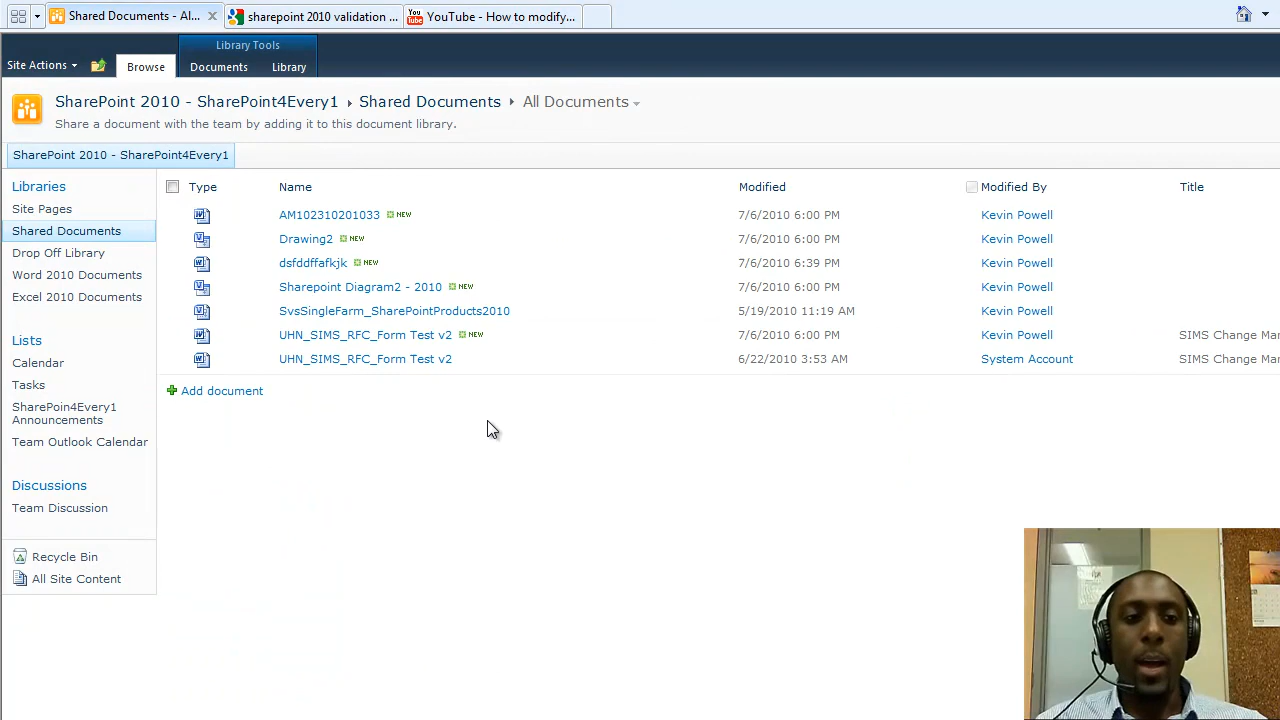 Shared Documents - Al...
sharepoint 2010 validation ...
YouTube - How to modify,...
Library Tools
Site Actions
Browse
Documents
Library
SharePoint 2010 - SharePoint4Every1 Shared Documents All Documents
Share a document with the team by adding it to this document library.
SharePoint 2010 - SharePoint4Every1
Libraries
Site Pages
Shared Documents
Drop Off Library
Word 2010 Documents
Excel 2010 Documents
Lists
Calendar
Tasks
SharePoin4Every1
Announcements
Team Outlook Calendar
Discussions
Team Discussion
Recycle Bin
All Site Content
Type Name Modified Modified By Title
AM102310201033 NEW 7/6/2010 6:00 PM Kevin Powell
Drawing2 NEW 7/6/2010 6:00 PM Kevin Powell
dsfddffafkjk NEW 7/6/2010 6:39 PM Kevin Powell
Sharepoint Diagram2 - 2010 NEW 7/6/2010 6:00 PM Kevin Powell
SvsSingleFarm_SharePointProducts2010 5/19/2010 11:19 AM Kevin Powell
UHN_SIMS_RFC_Form Test v2 NEW 7/6/2010 6:00 PM Kevin Powell SIMS Change Mar
UHN_SIMS_RFC_Form Test v2 6/22/2010 3:53 AM System Account SIMS Change Mar
Add document